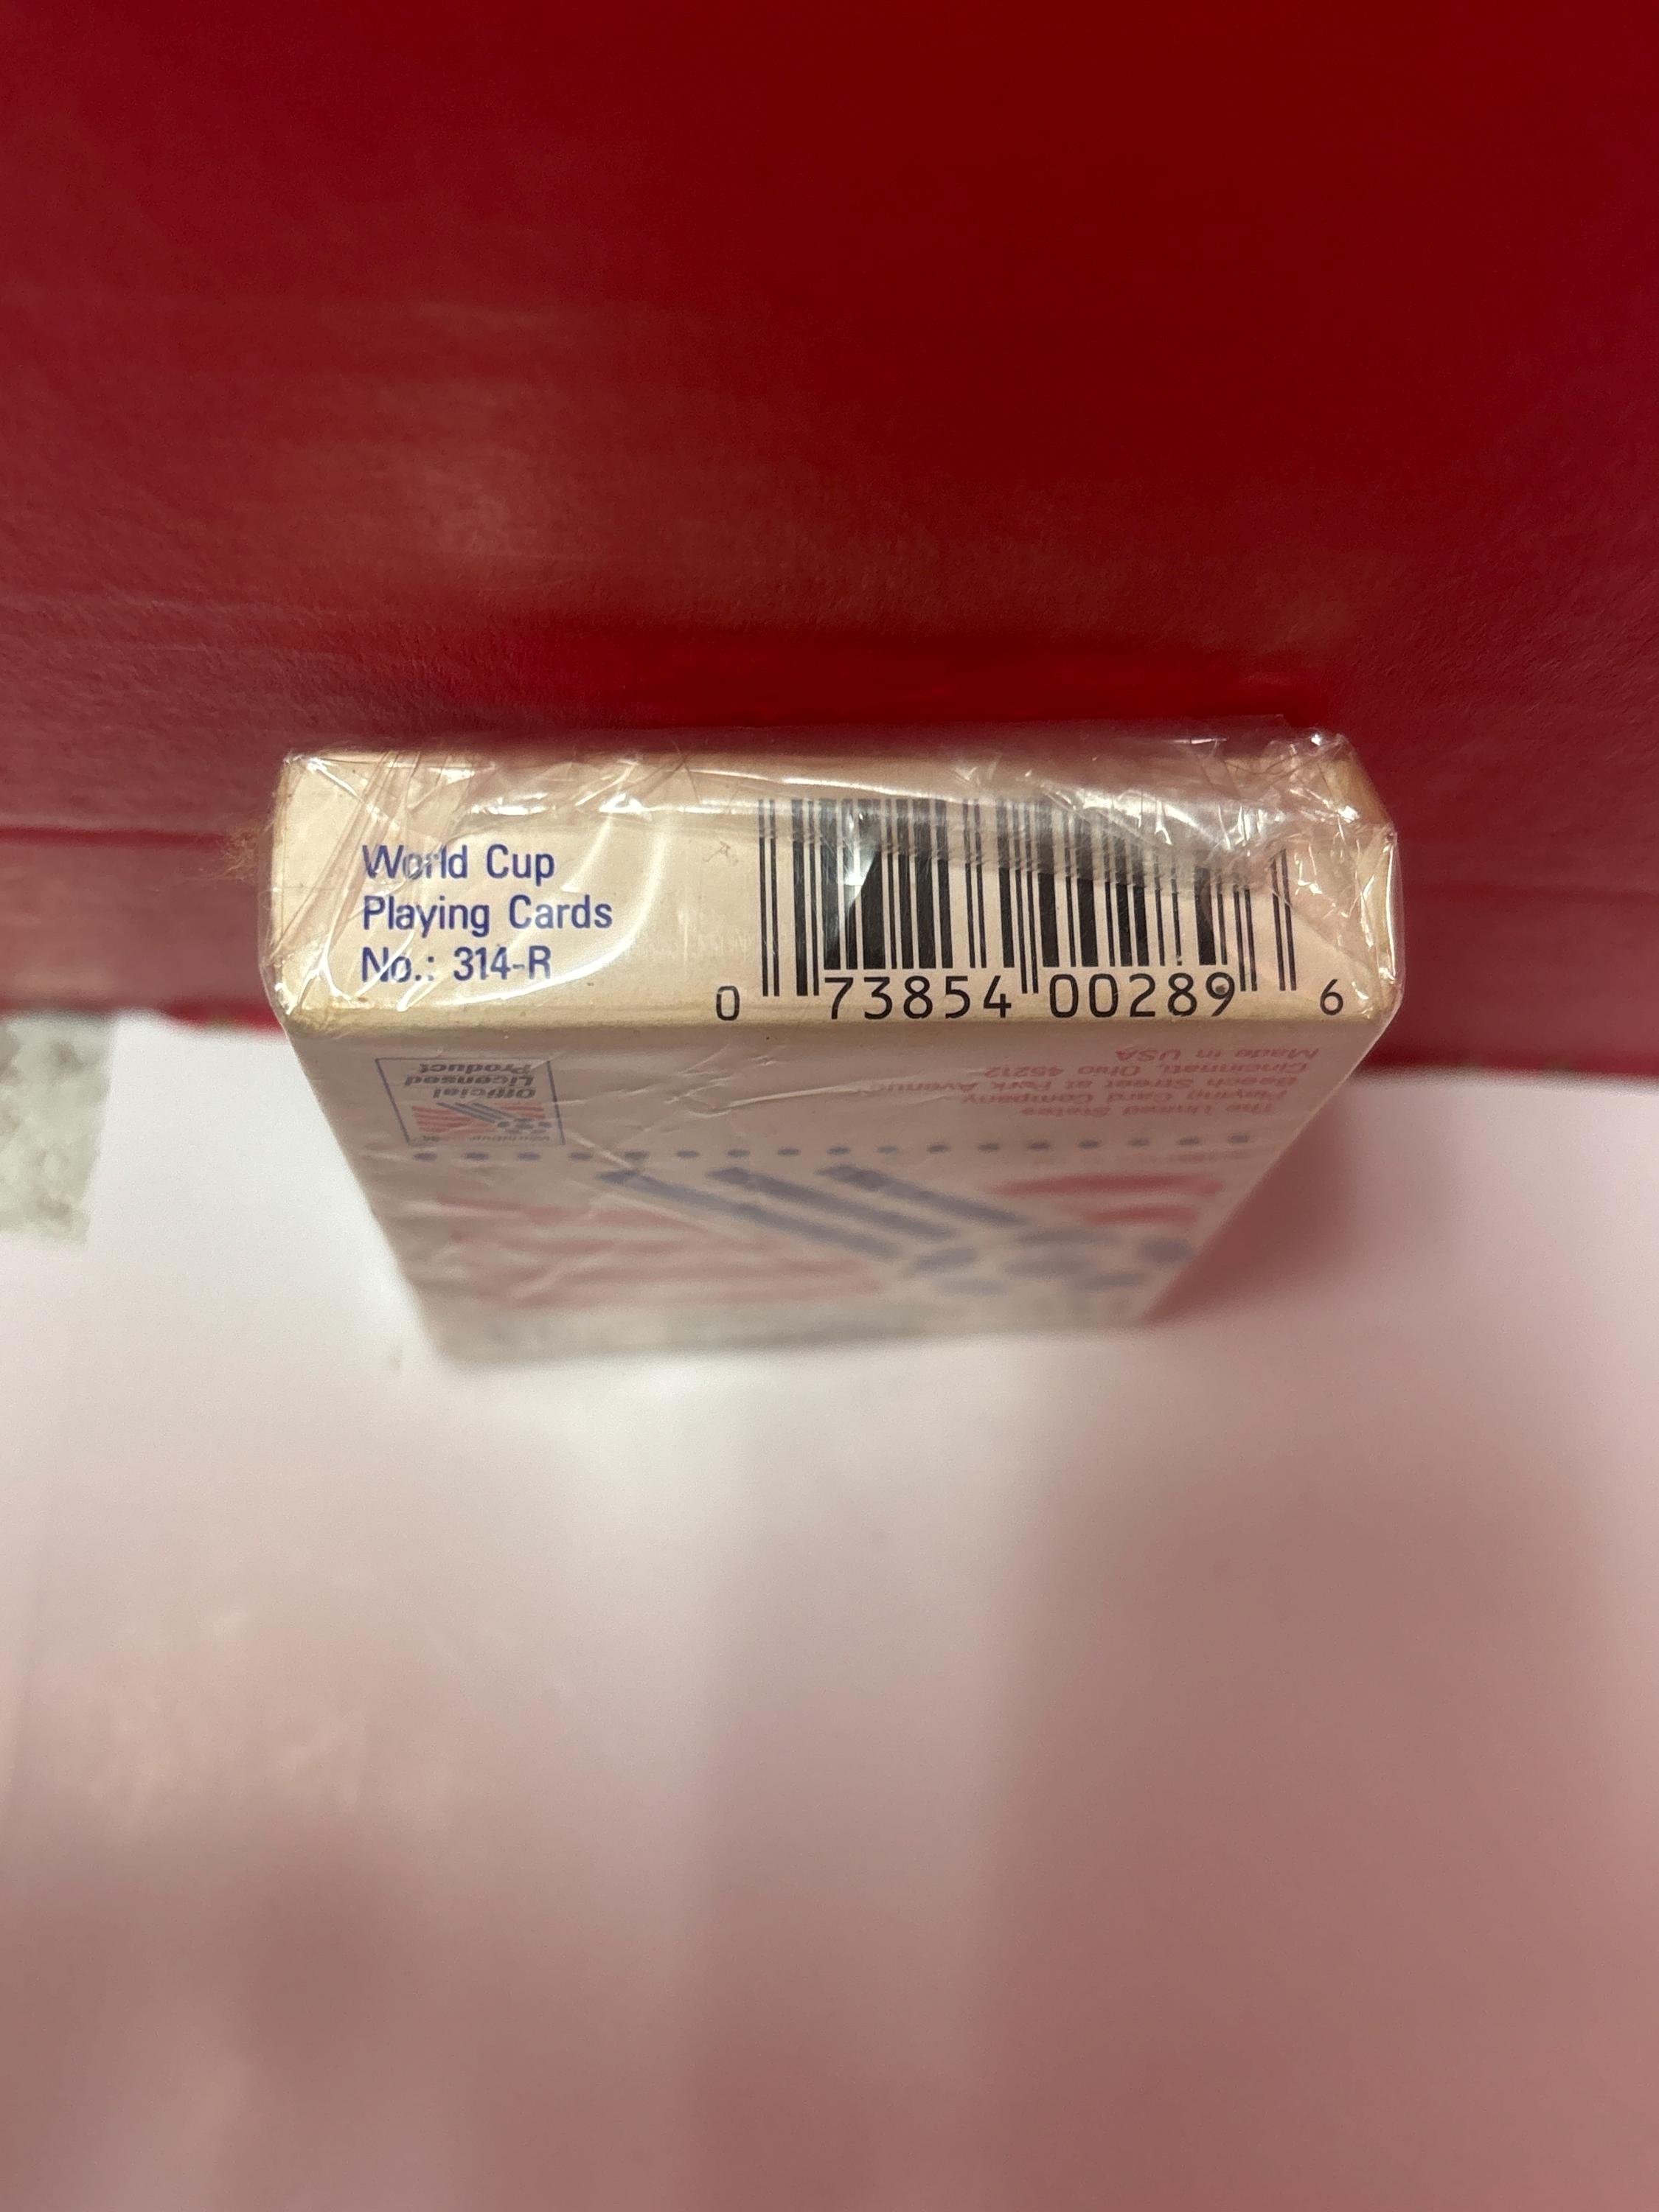 World Cup
Playing Cards
No.: 314-R
0 73854 00289 6
Official
Licensed
Product
The United States
Playing Card Company
Beech Street at Park Avenue
Cincinnati, Ohio 45212
Made in USA